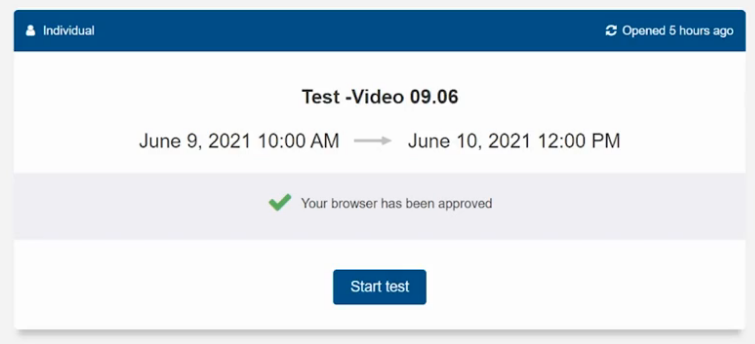 Individual
Opened 5 hours ago
Test -Video 09.06
June 9, 2021 10:00 AM
June 10, 2021 12:00 PM
Your browser has been approved
Start test